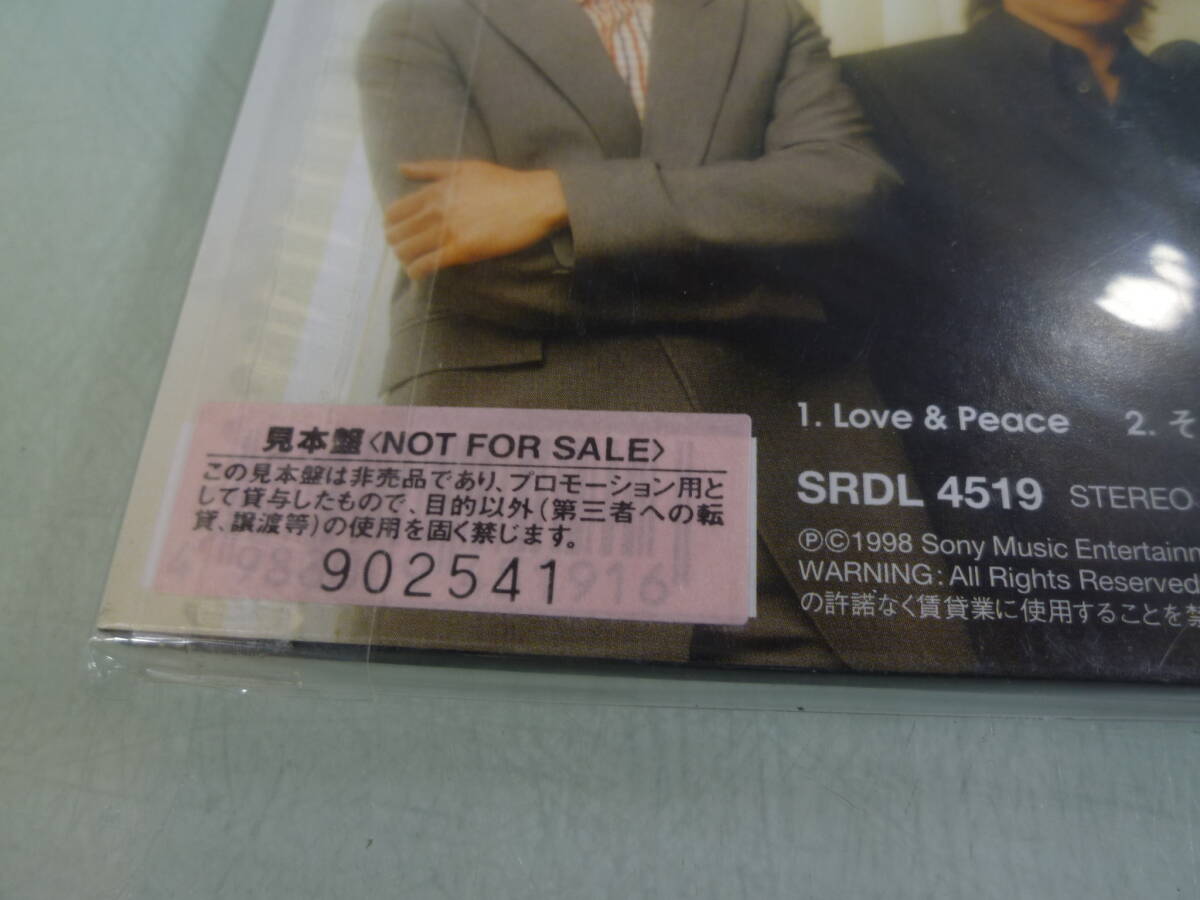 見本盤〈NOT FOR SALE〉
この見本盤は非売品であり、プロモーション用と
して貸与したもので、目的以外(第三者への転
貸、譲渡等)の使用を固く禁じます。
902541
916
1. Love & Peace 2. そ
SRDL 4519 STEREO
℗©1998 Sony Music Entertainm
WARNING: All Rights Reserved
の許諾なく賃貸業に使用することを禁